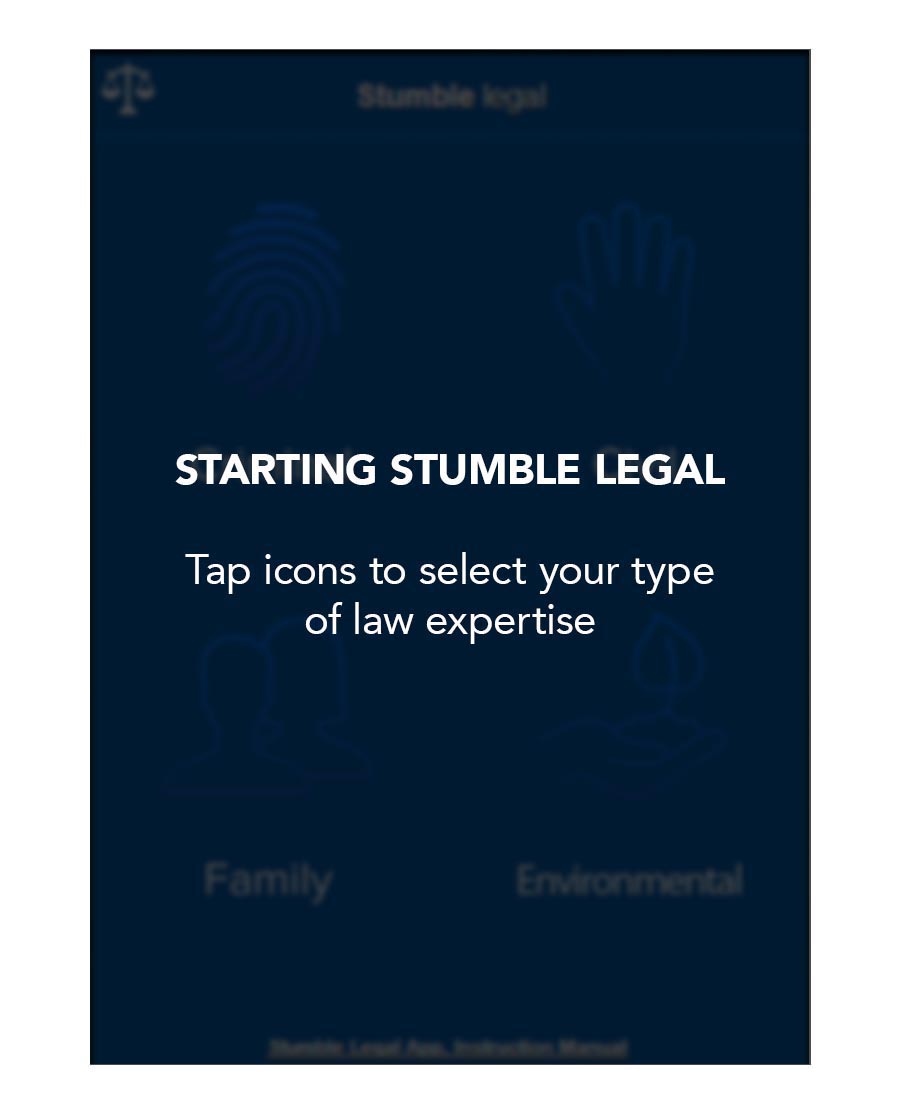 Stumble legal
STARTING STUMBLE LEGAL
Tap icons to select your type
of law expertise
Family
Environmental
Stumble Legal App. Instruction Manual